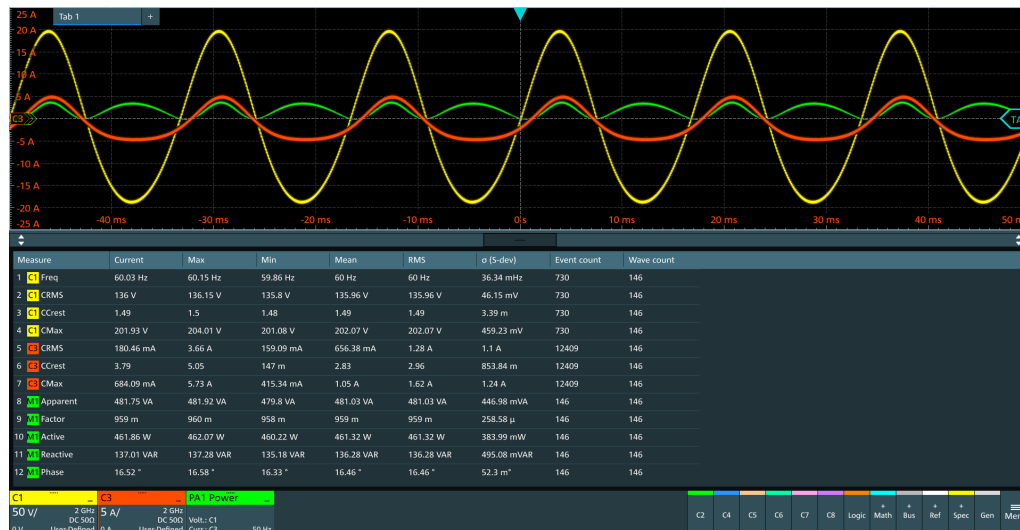 25 A
Tab 1 +
20 A
15 A
10 A
5 A
C3
TA
-5 A
-10 A
-15 A
-20 A
-25 A
-40 ms -30 ms -20 ms -10 ms 0 s 10 ms 20 ms 30 ms 40 ms 50 m
Measure Current Max Min Mean RMS σ (S-dev) Event count Wave count
1 C1 Freq 60.03 Hz 60.15 Hz 59.86 Hz 60 Hz 60 Hz 36.34 mHz 730 146
2 C1 CRMS 136 V 136.15 V 135.8 V 135.96 V 135.96 V 46.15 mV 730 146
3 C1 CCrest 1.49 1.5 1.48 1.49 1.49 3.39 m 730 146
4 C1 CMax 201.93 V 204.01 V 201.08 V 202.07 V 202.07 V 459.23 mV 730 146
5 C3 CRMS 180.46 mA 3.66 A 159.09 mA 656.38 mA 1.28 A 1.1 A 12409 146
6 C3 CCrest 3.79 5.05 147 m 2.83 2.96 853.84 m 12409 146
7 C3 CMax 684.09 mA 5.73 A 415.34 mA 1.05 A 1.62 A 1.24 A 12409 146
8 M1 Apparent 481.75 VA 481.92 VA 479.8 VA 481.03 VA 481.03 VA 446.98 mVA 146 146
9 M1 Factor 959 m 960 m 958 m 959 m 959 m 258.58 µ 146 146
10 M1 Active 461.86 W 462.07 W 460.22 W 461.32 W 461.32 W 383.99 mW 146 146
11 M1 Reactive 137.01 VAR 137.28 VAR 135.18 VAR 136.28 VAR 136.28 VAR 495.08 mVAR 146 146
12 M1 Phase 16.52 ° 16.58 ° 16.33 ° 16.46 ° 16.46 ° 52.3 m° 146 146
C1 C3 PA1 Power
50 V/ 2 GHz 5 A/ 2 GHz
DC 50Ω DC 50Ω Volt.: C1
0 V User-Defined 0 A User-Defined Curr.: C3 50 Hz
C2 C4 C5 C6 C7 C8 Logic + Math + Bus + Ref + Spec Gen Men